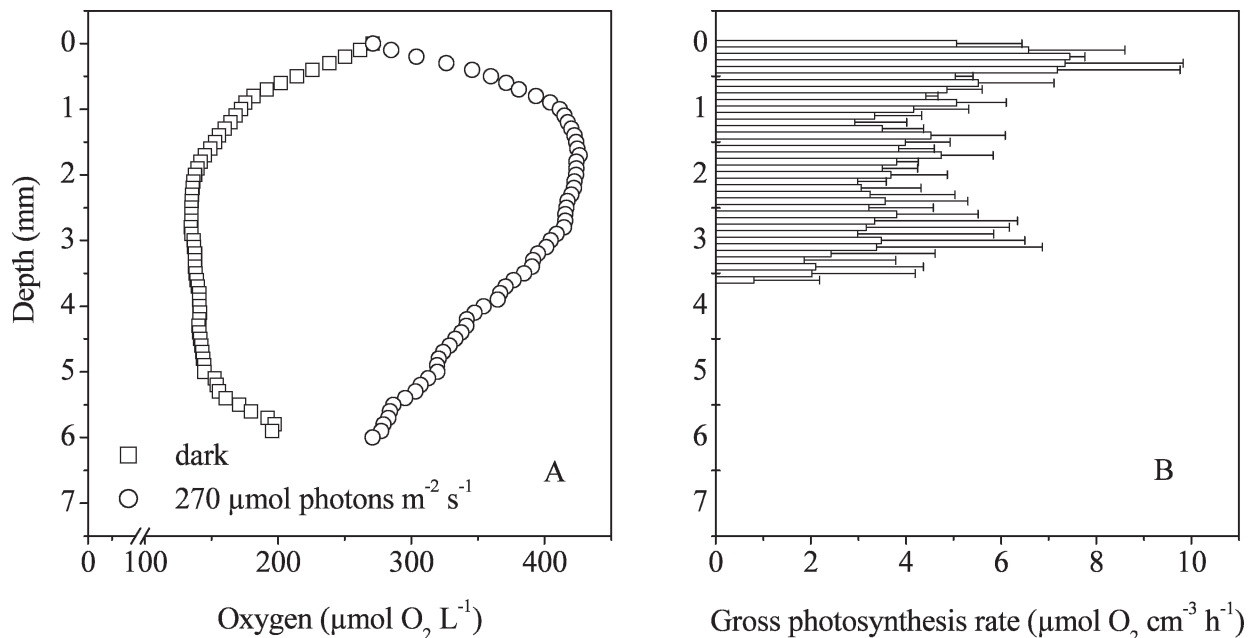 0
1
2
3
4
5
6
7
Depth (mm)
dark
270 µmol photons m⁻² s⁻¹
A
0 100 200 300 400
Oxygen (µmol O₂ L⁻¹)
0
1
2
3
4
5
6
7
B
0 2 4 6 8 10
Gross photosynthesis rate (µmol O₂ cm⁻³ h⁻¹)